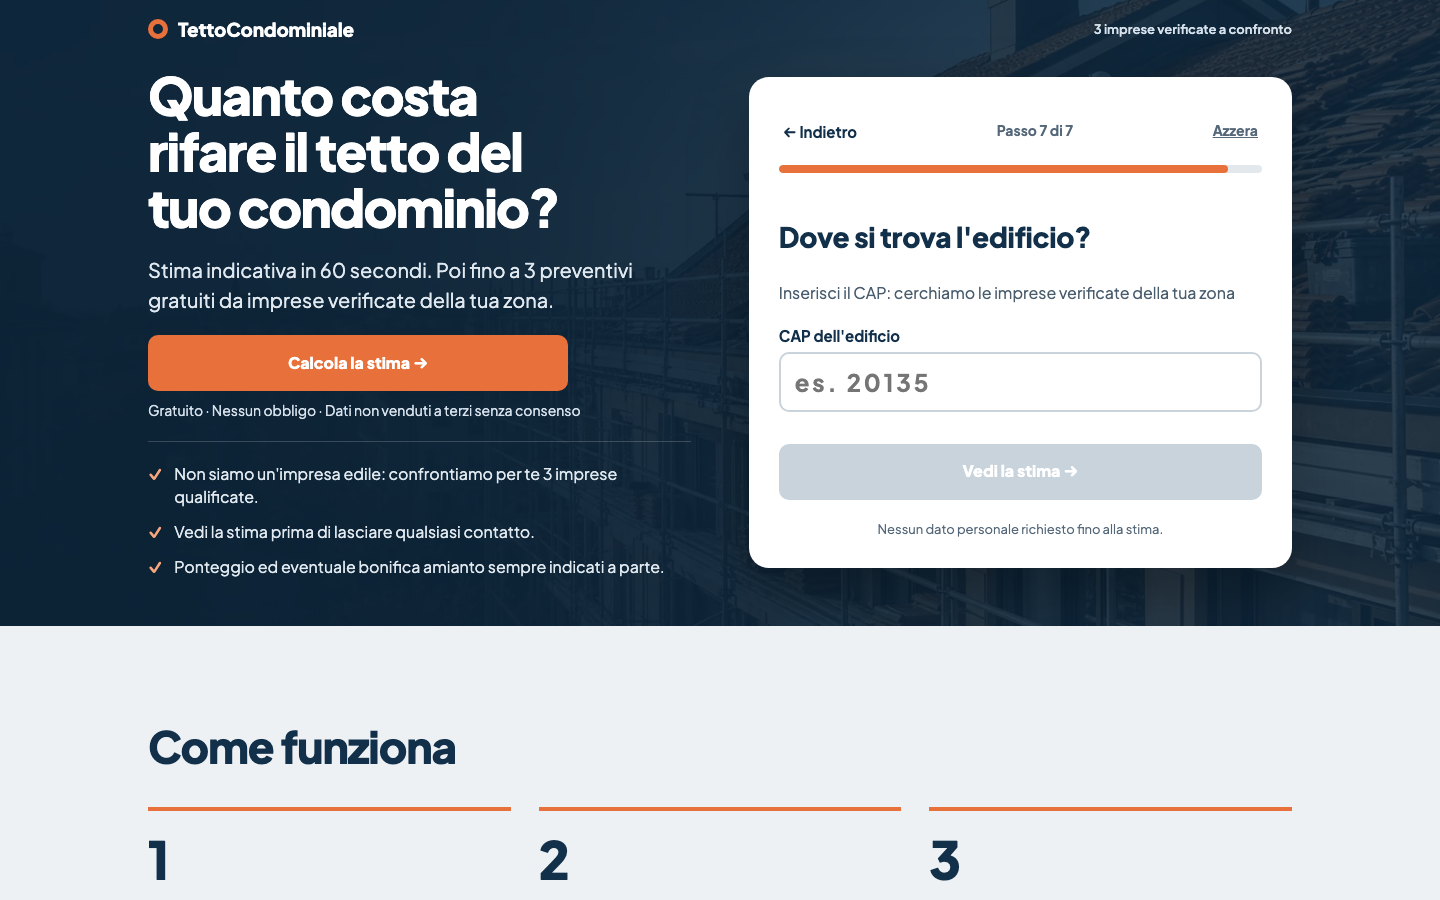 TettoCondominiale
3 imprese verificate a confronto
Quanto costa
rifare il tetto del
tuo condominio?
Stima indicativa in 60 secondi. Poi fino a 3 preventivi
gratuiti da imprese verificate della tua zona.
Calcola la stima →
Gratuito · Nessun obbligo · Dati non venduti a terzi senza consenso
Non siamo un'impresa edile: confrontiamo per te 3 imprese
qualificate.
Vedi la stima prima di lasciare qualsiasi contatto.
Ponteggio ed eventuale bonifica amianto sempre indicati a parte.
← Indietro
Passo 7 di 7
Azzera
Dove si trova l'edificio?
Inserisci il CAP: cerchiamo le imprese verificate della tua zona
CAP dell'edificio
es. 20135
Vedi la stima →
Nessun dato personale richiesto fino alla stima.
Come funziona
1
2
3